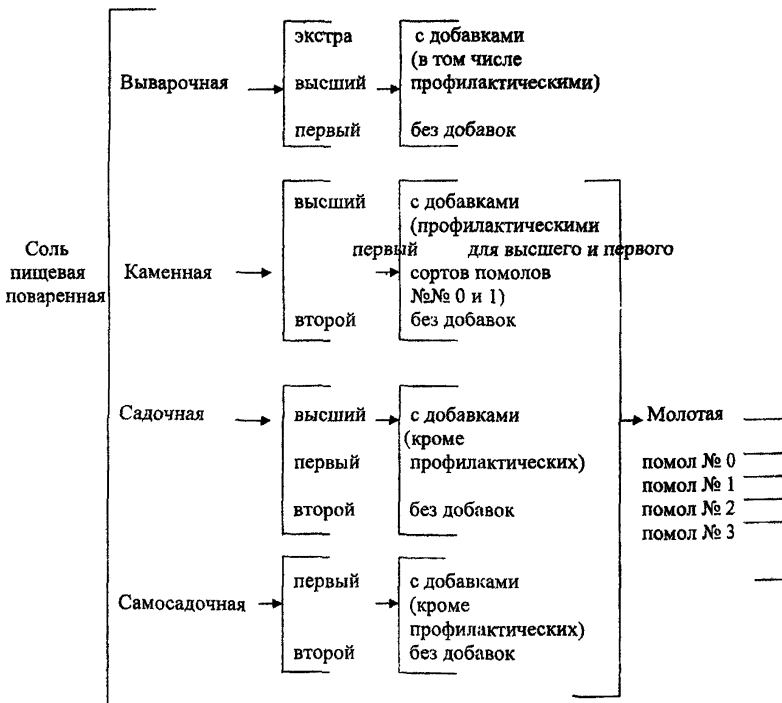 экстра с добавками
(в том числе
Выварочная высший профилактическими)
первый без добавок
высший с добавками
(профилактическими
Соль первый для высшего и первого
пищевая Каменная сортов помолов
поваренная №№ 0 и 1)
второй без добавок
Садочная высший с добавками Молотая
(кроме
первый профилактических) помол № 0
помол № 1
второй без добавок помол № 2
помол № 3
первый с добавками
Самосадочная (кроме
профилактических)
второй без добавок